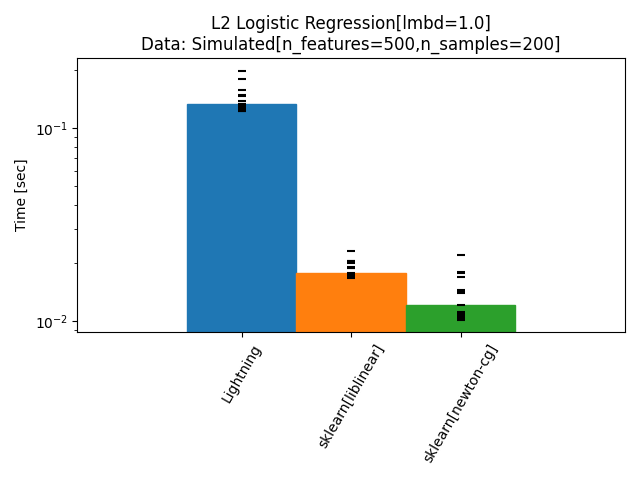 L2 Logistic Regression[lmbd=1.0]
Data: Simulated[n_features=500,n_samples=200]
Time [sec]
10⁻¹
10⁻²
Lightning
sklearn[liblinear]
sklearn[newton-cg]